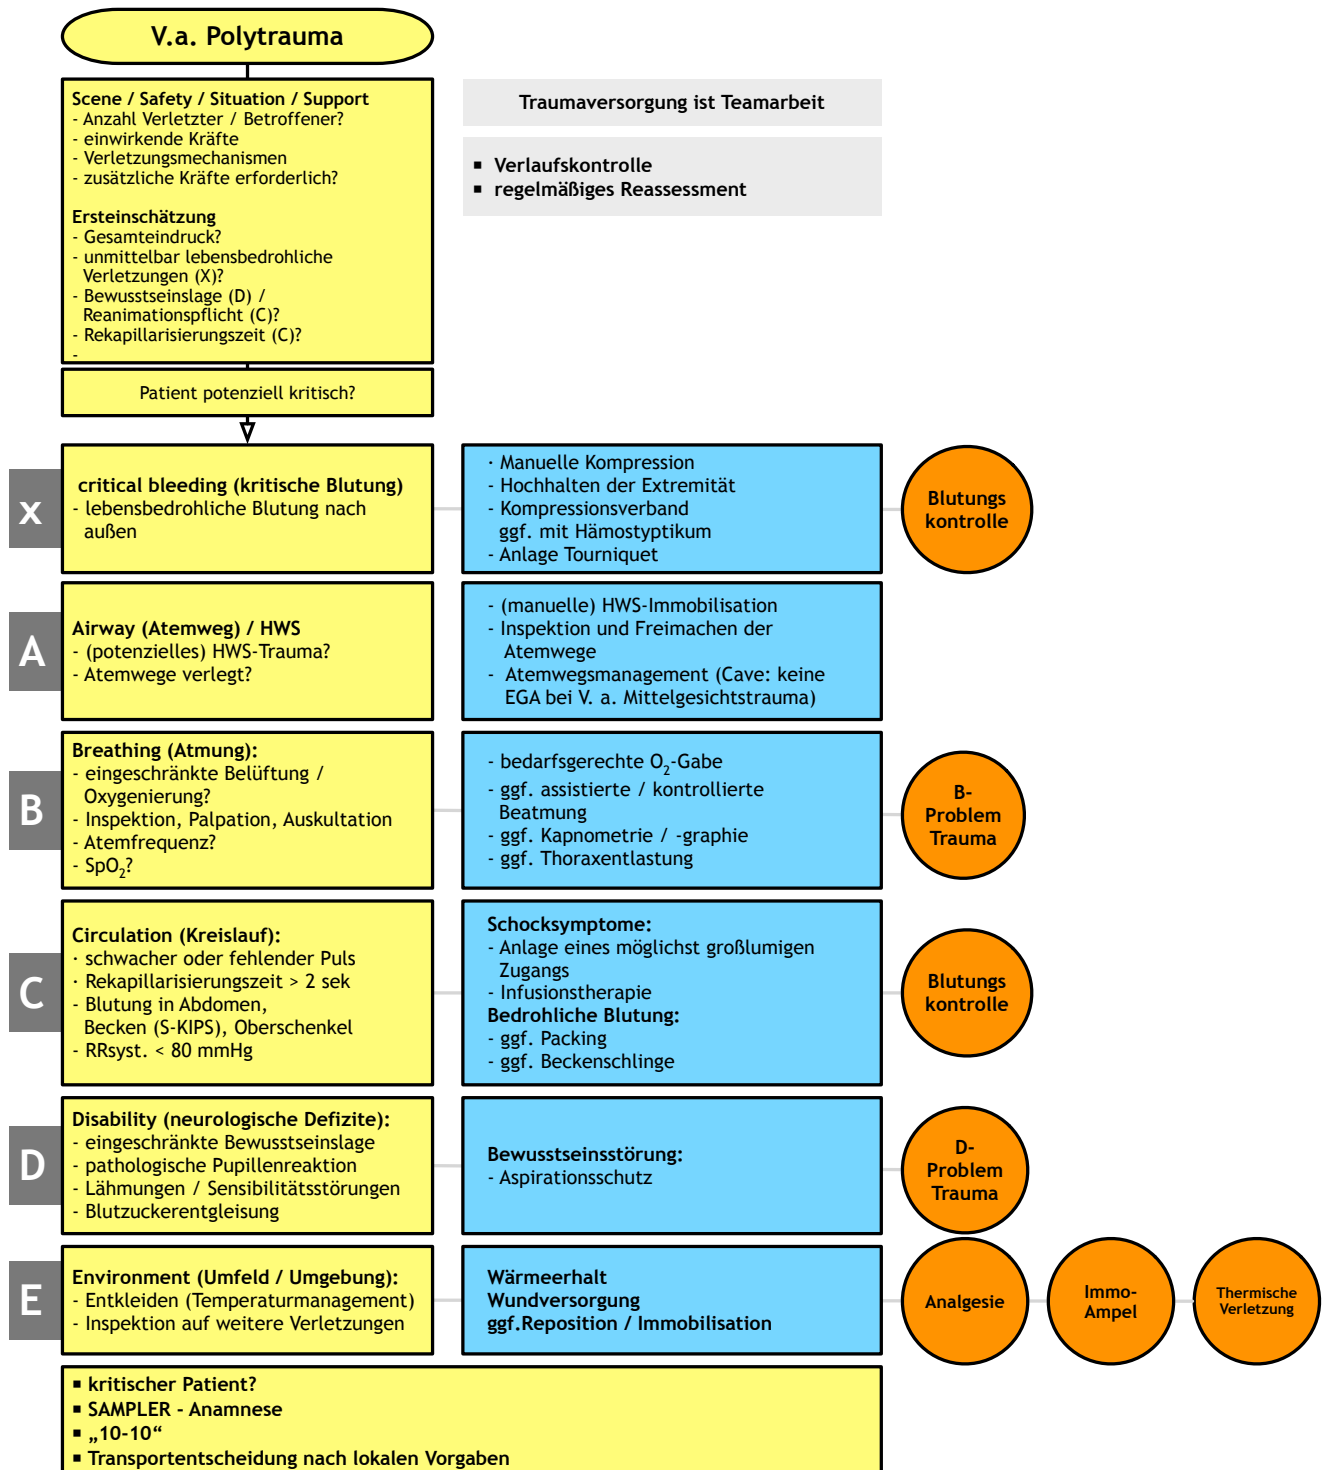 V.a. Polytrauma
Scene / Safety / Situation / Support
- Anzahl Verletzter / Betroffener?
- einwirkende Kräfte
- Verletzungsmechanismen
- zusätzliche Kräfte erforderlich?
Ersteinschätzung
- Gesamteindruck?
- unmittelbar lebensbedrohliche
Verletzungen (X)?
- Bewusstseinslage (D) /
Reanimationspflicht (C)?
- Rekapillarisierungszeit (C)?
-
Patient potenziell kritisch?
Traumaversorgung ist Teamarbeit
▪ Verlaufskontrolle
▪ regelmäßiges Reassessment
x
critical bleeding (kritische Blutung)
- lebensbedrohliche Blutung nach
außen
· Manuelle Kompression
- Hochhalten der Extremität
- Kompressionsverband
ggf. mit Hämostyptikum
- Anlage Tourniquet
Blutungs
kontrolle
A
Airway (Atemweg) / HWS
- (potenzielles) HWS-Trauma?
- Atemwege verlegt?
- (manuelle) HWS-Immobilisation
- Inspektion und Freimachen der
Atemwege
- Atemwegsmanagement (Cave: keine
EGA bei V. a. Mittelgesichtstrauma)
B
Breathing (Atmung):
- eingeschränkte Belüftung /
Oxygenierung?
- Inspektion, Palpation, Auskultation
- Atemfrequenz?
- SpO₂?
- bedarfsgerechte O₂-Gabe
- ggf. assistierte / kontrollierte
Beatmung
- ggf. Kapnometrie / -graphie
- ggf. Thoraxentlastung
B-
Problem
Trauma
C
Circulation (Kreislauf):
· schwacher oder fehlender Puls
· Rekapillarisierungszeit > 2 sek
- Blutung in Abdomen,
Becken (S-KIPS), Oberschenkel
- RRsyst. < 80 mmHg
Schocksymptome:
- Anlage eines möglichst großlumigen
Zugangs
- Infusionstherapie
Bedrohliche Blutung:
- ggf. Packing
- ggf. Beckenschlinge
Blutungs
kontrolle
D
Disability (neurologische Defizite):
- eingeschränkte Bewusstseinslage
- pathologische Pupillenreaktion
- Lähmungen / Sensibilitätsstörungen
- Blutzuckerentgleisung
Bewusstseinsstörung:
- Aspirationsschutz
D-
Problem
Trauma
E
Environment (Umfeld / Umgebung):
- Entkleiden (Temperaturmanagement)
- Inspektion auf weitere Verletzungen
Wärmeerhalt
Wundversorgung
ggf.Reposition / Immobilisation
Analgesie
Immo-
Ampel
Thermische
Verletzung
▪ kritischer Patient?
▪ SAMPLER - Anamnese
▪ „10-10“
▪ Transportentscheidung nach lokalen Vorgaben